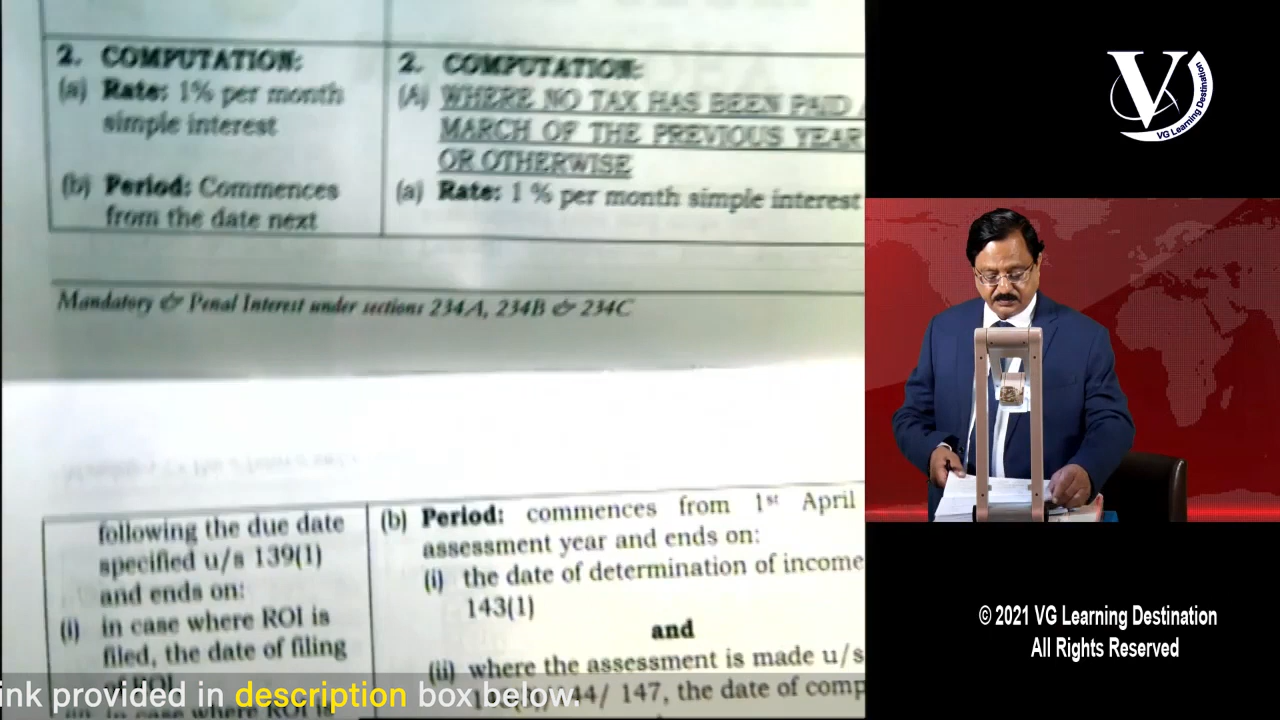 2. COMPUTATION:
(a) Rate: 1% per month
simple interest
(b) Period: Commences
from the date next
2. COMPUTATION:
(A) WHERE NO TAX HAS BEEN PAID
MARCH OF THE PREVIOUS YEAR
OR OTHERWISE
(a) Rate: 1 % per month simple interest
Mandatory & Penal Interest under sections 234A, 234B & 234C
following the due date
specified u/s 139(1)
and ends on:
(i) in case where ROI is
filed, the date of filing
(b) Period: commences from 1st April
assessment year and ends on:
(i) the date of determination of income
143(1)
and
(ii) where the assessment is made u/s
44/ 147, the date of comp
ink provided in description box below.
V
VG Learning Destination
© 2021 VG Learning Destination
All Rights Reserved